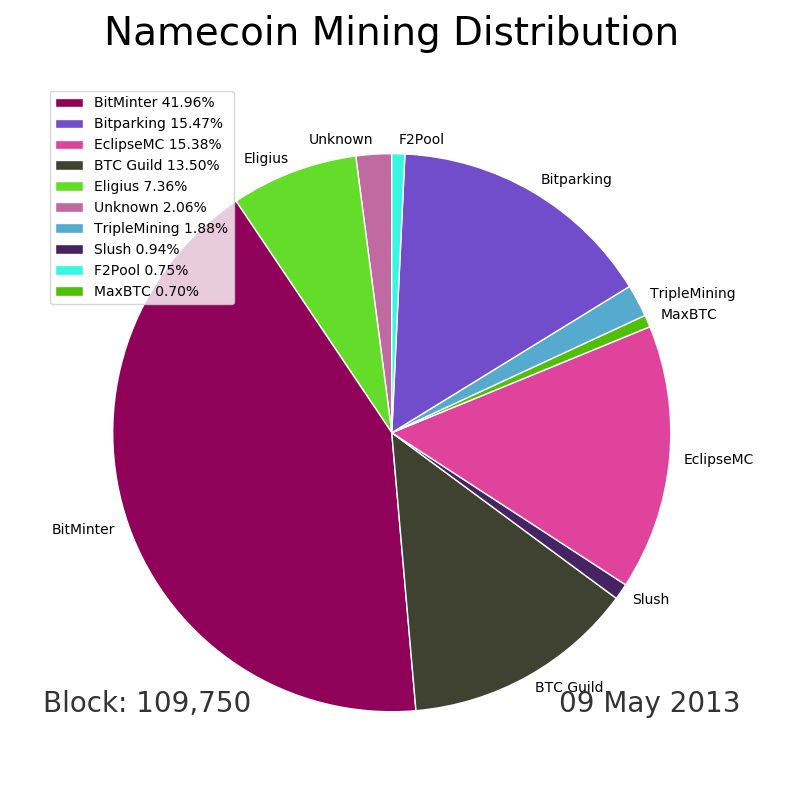 Namecoin Mining Distribution
BitMinter 41.96%
Bitparking 15.47%
EclipseMC 15.38%
BTC Guild 13.50%
Eligius 7.36%
Unknown 2.06%
TripleMining 1.88%
Slush 0.94%
F2Pool 0.75%
MaxBTC 0.70%
Unknown
F2Pool
Eligius
Bitparking
TripleMining
MaxBTC
EclipseMC
BitMinter
Slush
BTC Guild
Block: 109,750
09 May 2013